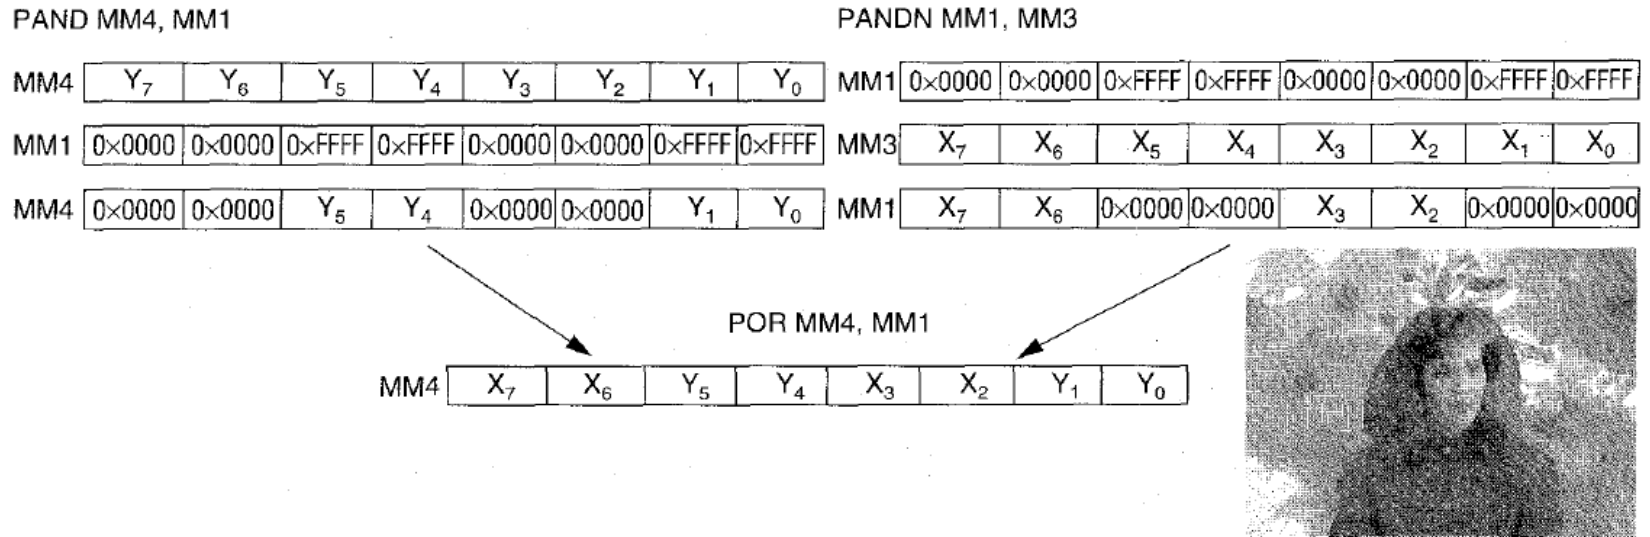 PAND MM4, MM1
MM4 Y₇ Y₆ Y₅ Y₄ Y₃ Y₂ Y₁ Y₀
MM1 0×0000 0×0000 0×FFFF 0×FFFF 0×0000 0×0000 0×FFFF 0×FFFF
MM4 0×0000 0×0000 Y₅ Y₄ 0×0000 0×0000 Y₁ Y₀
PANDN MM1, MM3
MM1 0×0000 0×0000 0×FFFF 0×FFFF 0×0000 0×0000 0×FFFF 0×FFFF
MM3 X₇ X₆ X₅ X₄ X₃ X₂ X₁ X₀
MM1 X₇ X₆ 0×0000 0×0000 X₃ X₂ 0×0000 0×0000
POR MM4, MM1
MM4 X₇ X₆ Y₅ Y₄ X₃ X₂ Y₁ Y₀